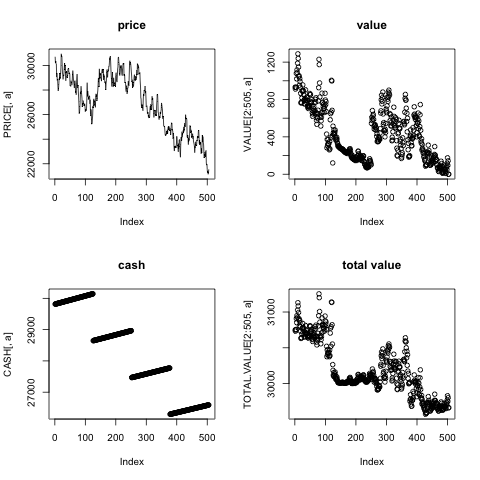 price
PRICE[, a]
30000
26000
22000
0 100 200 300 400 500
Index
value
VALUE[2:505, a]
1200
800
400
0
0 100 200 300 400 500
Index
cash
CASH[, a]
29000
27000
0 100 200 300 400 500
Index
total value
TOTAL.VALUE[2:505, a]
31000
30000
0 100 200 300 400 500
Index